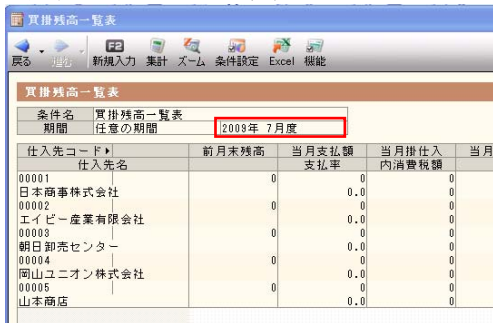 買掛残高一覧表
戻る 進む 新規入力 集計 ズーム 条件設定 Excel 機能
F2
買掛残高一覧表
条件名 買掛残高一覧表
期間 任意の期間 2009年 7月度
仕入先コード▶ 前月末残高 当月支払額 当月掛仕入 当月
仕入先名 支払率 内消費税額
00001 0 0 0
日本商事株式会社 0.0 0
00002 0 0 0
エイビー産業有限会社 0.0 0
00003 0 0 0
朝日卸売センター 0.0 0
00004 0 0 0
岡山ユニオン株式会社 0.0 0
00005 0 0 0
山本商店 0.0 0